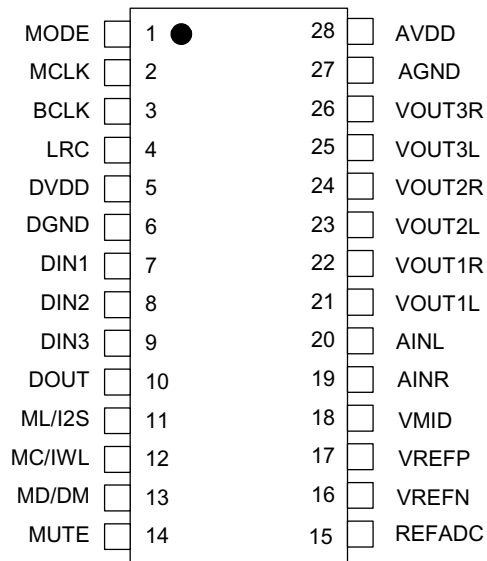 MODE 1 28 AVDD
MCLK 2 27 AGND
BCLK 3 26 VOUT3R
LRC 4 25 VOUT3L
DVDD 5 24 VOUT2R
DGND 6 23 VOUT2L
DIN1 7 22 VOUT1R
DIN2 8 21 VOUT1L
DIN3 9 20 AINL
DOUT 10 19 AINR
ML/I2S 11 18 VMID
MC/IWL 12 17 VREFP
MD/DM 13 16 VREFN
MUTE 14 15 REFADC